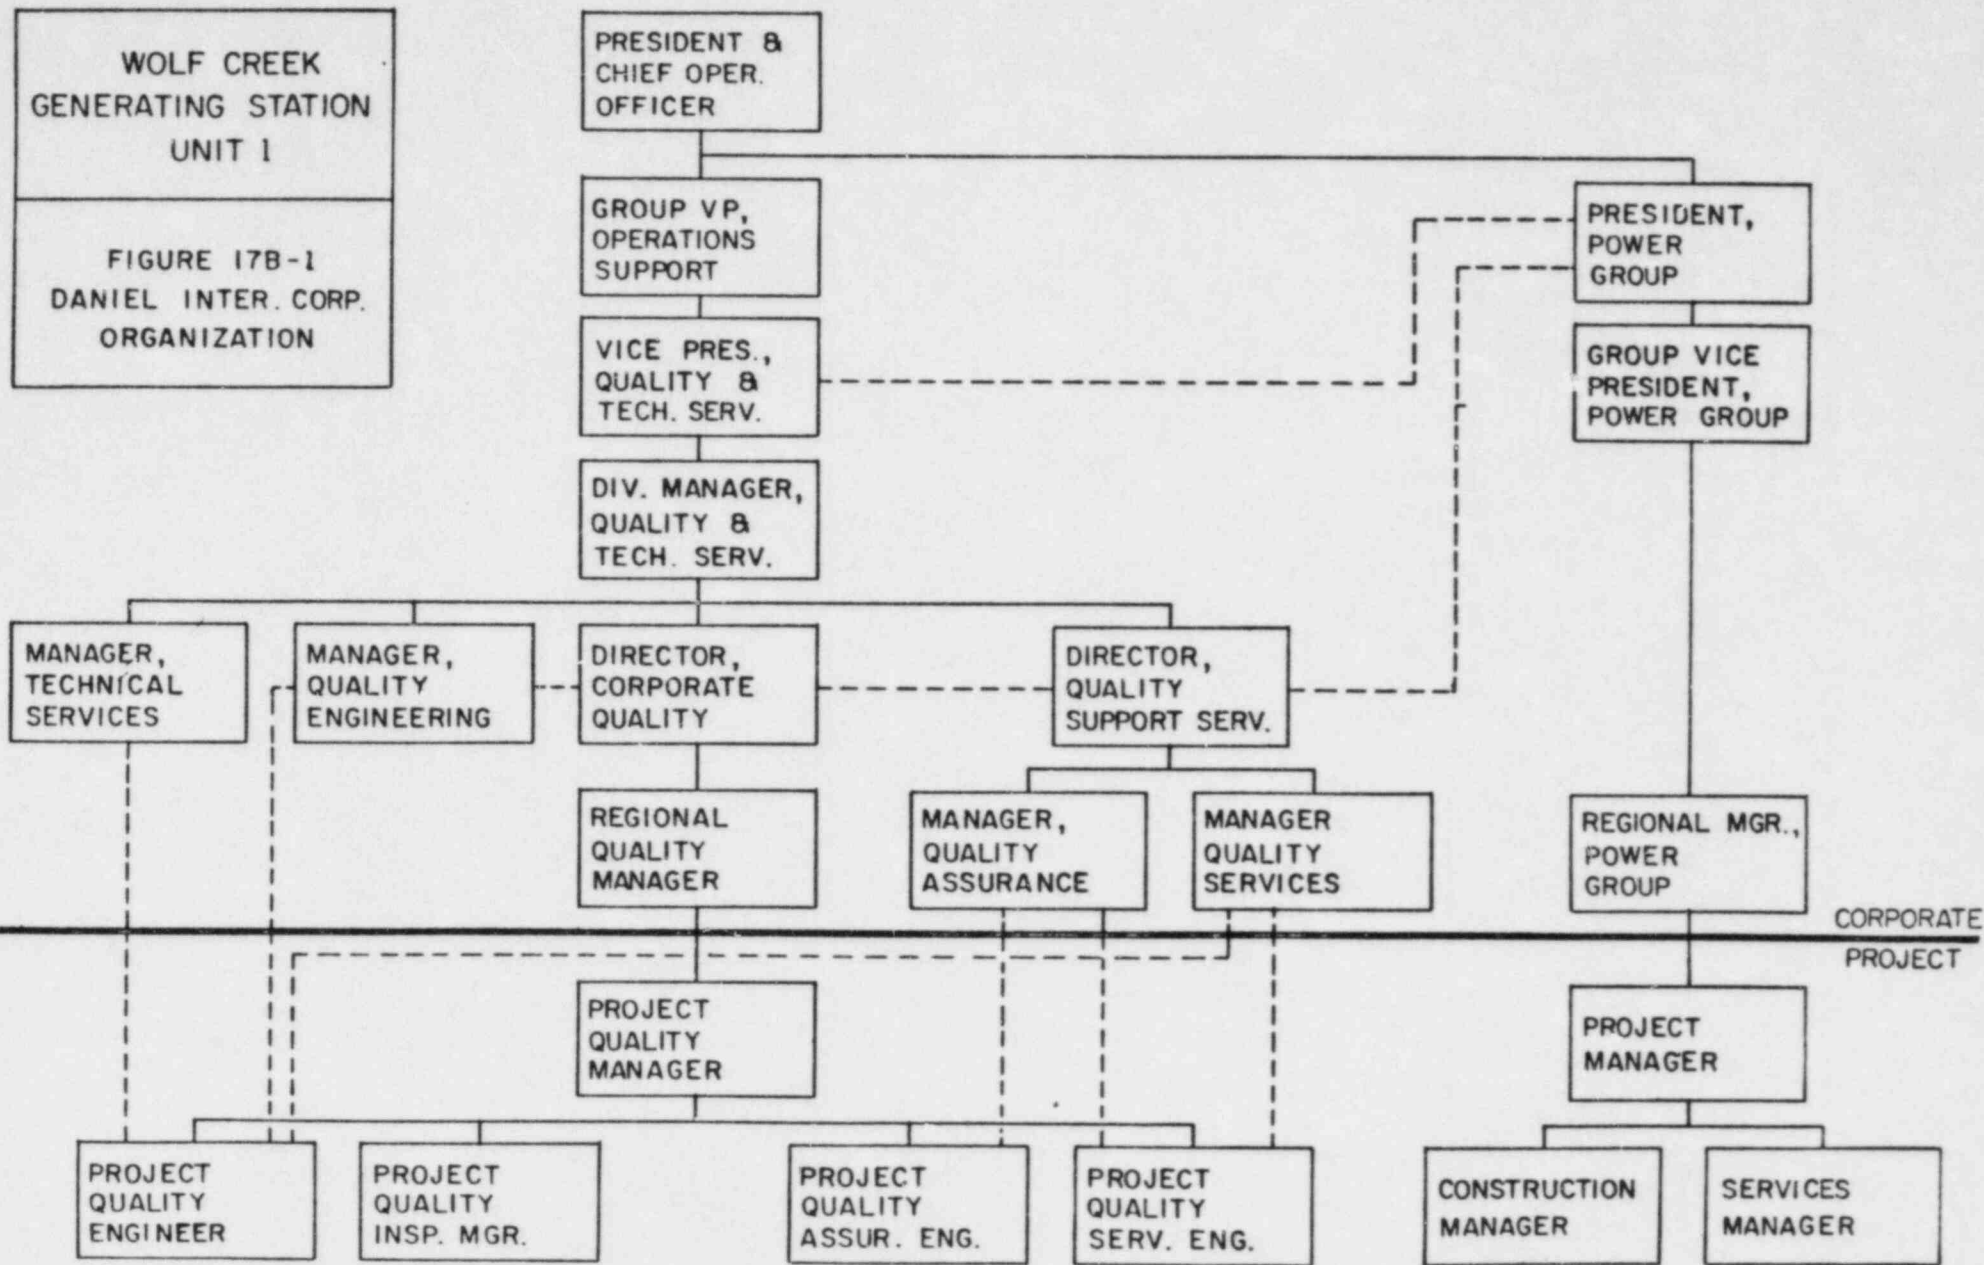 WOLF CREEK
GENERATING STATION
UNIT 1
FIGURE 17B-1
DANIEL INTER. CORP.
ORGANIZATION
PRESIDENT &
CHIEF OPER.
OFFICER
GROUP VP,
OPERATIONS
SUPPORT
PRESIDENT,
POWER
GROUP
VICE PRES.,
QUALITY &
TECH. SERV.
GROUP VICE
PRESIDENT,
POWER GROUP
DIV. MANAGER,
QUALITY &
TECH. SERV.
MANAGER,
TECHNICAL
SERVICES
MANAGER,
QUALITY
ENGINEERING
DIRECTOR,
CORPORATE
QUALITY
DIRECTOR,
QUALITY
SUPPORT SERV.
REGIONAL
QUALITY
MANAGER
MANAGER,
QUALITY
ASSURANCE
MANAGER
QUALITY
SERVICES
REGIONAL MGR.,
POWER
GROUP
CORPORATE
PROJECT
PROJECT
QUALITY
MANAGER
PROJECT
MANAGER
PROJECT
QUALITY
ENGINEER
PROJECT
QUALITY
INSP. MGR.
PROJECT
QUALITY
ASSUR. ENG.
PROJECT
QUALITY
SERV. ENG.
CONSTRUCTION
MANAGER
SERVICES
MANAGER